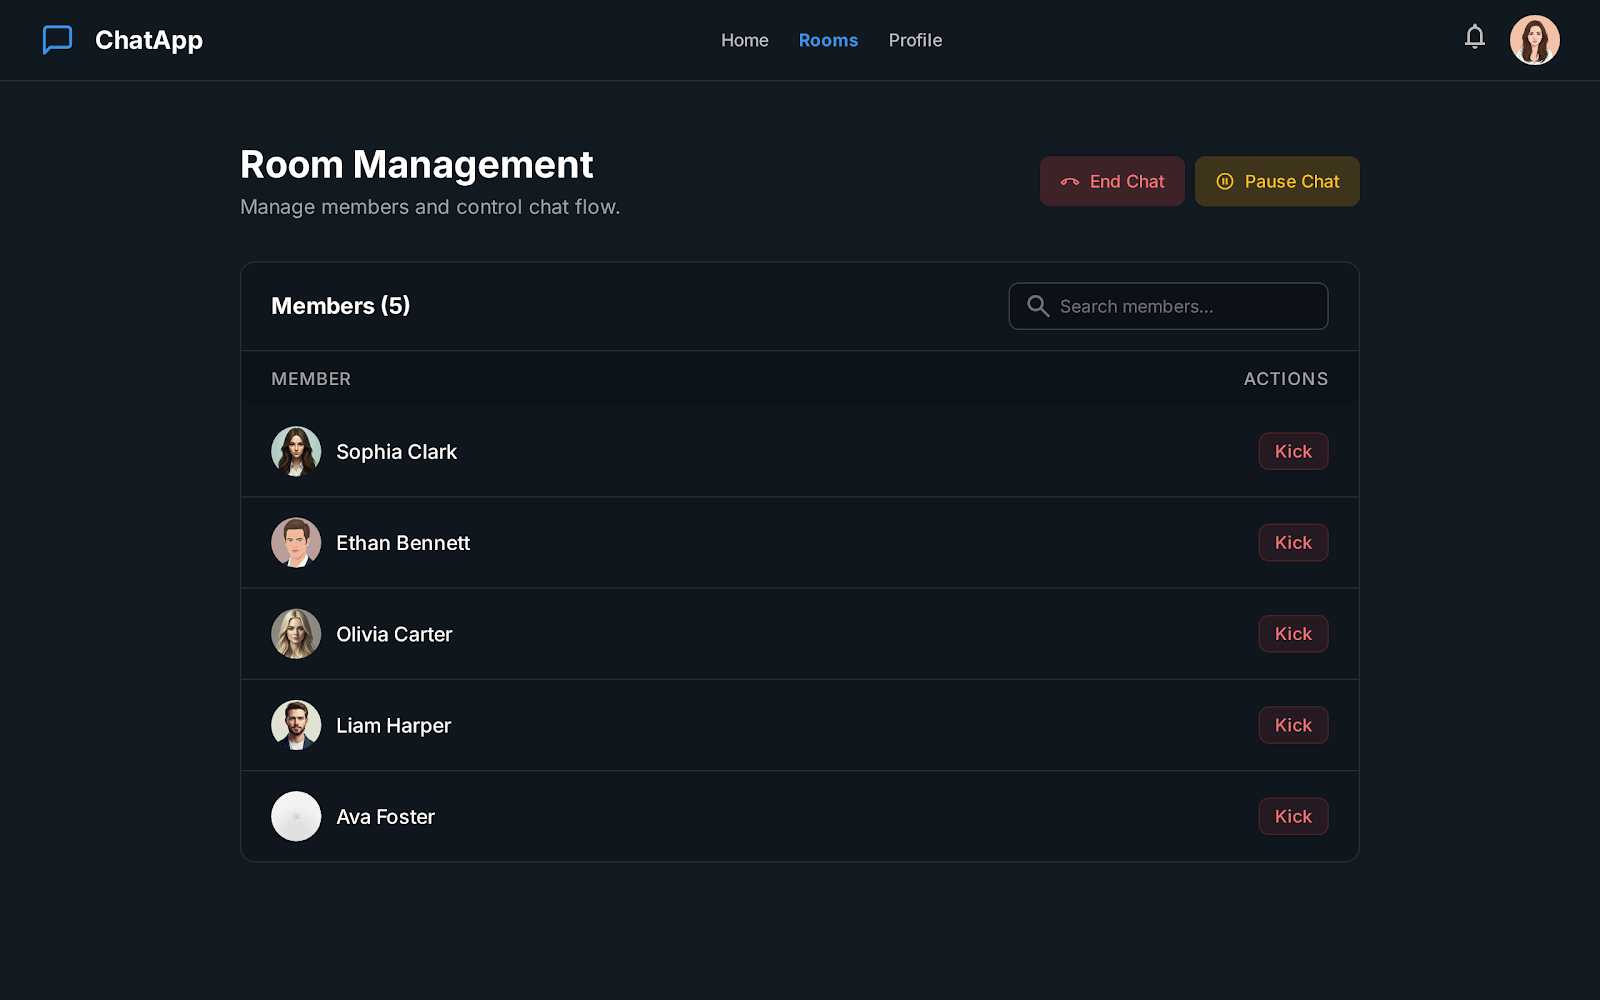 ChatApp
Home
Rooms
Profile
Room Management
Manage members and control chat flow.
End Chat
Pause Chat
Members (5)
Search members...
MEMBER
ACTIONS
Sophia Clark
Kick
Ethan Bennett
Kick
Olivia Carter
Kick
Liam Harper
Kick
Ava Foster
Kick